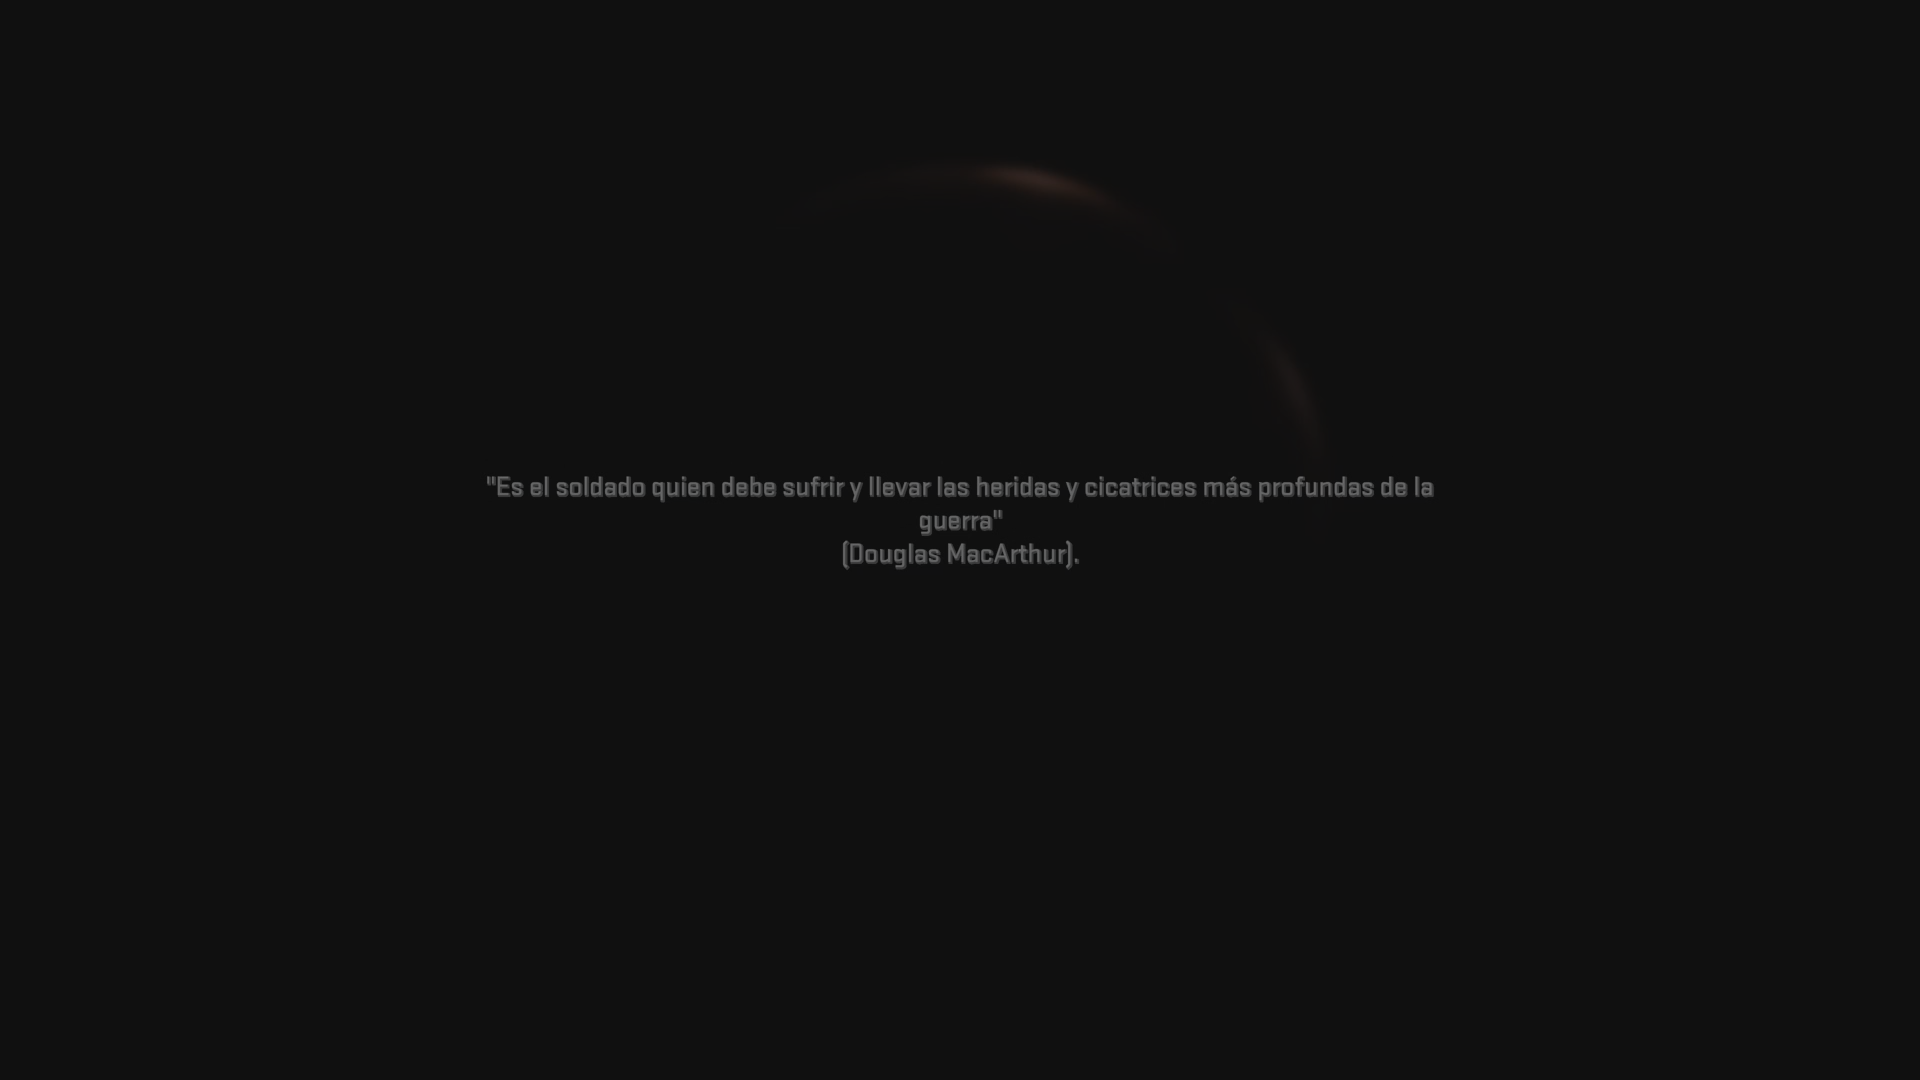 "Es el soldado quien debe sufrir y llevar las heridas y cicatrices más profundas de la
guerra"
(Douglas MacArthur).